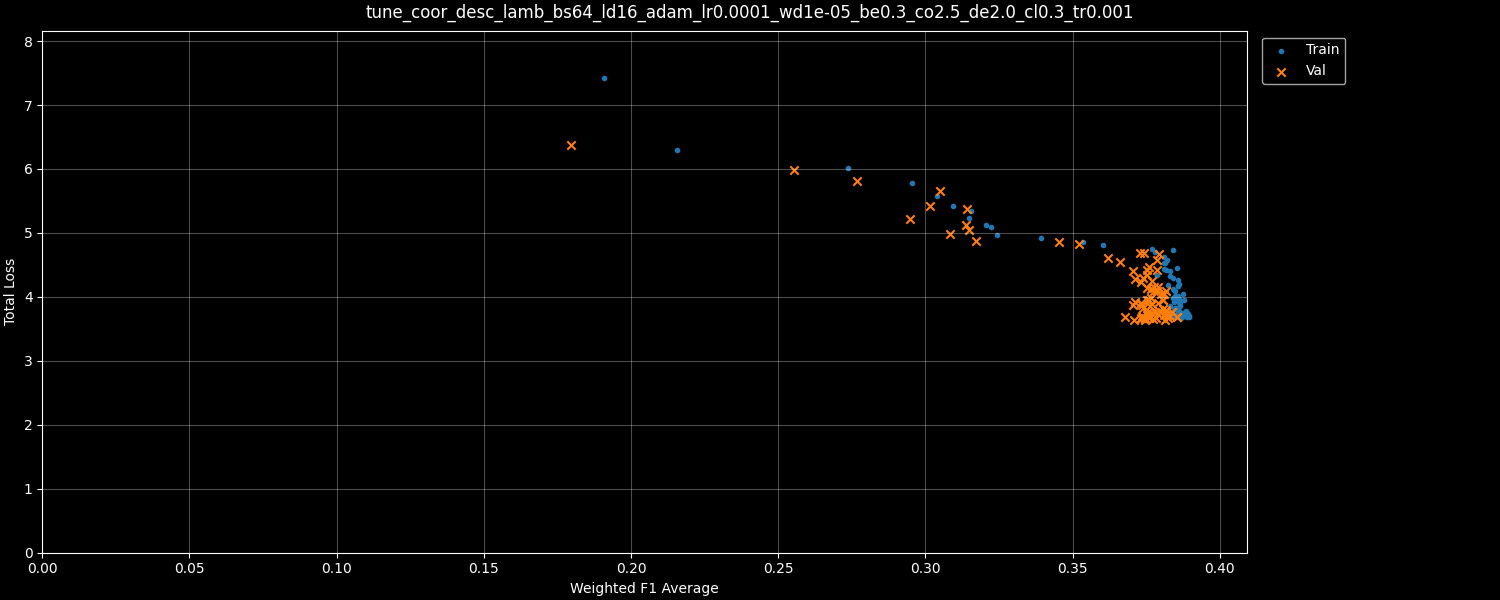 tune_coor_desc_lamb_bs64_ld16_adam_lr0.0001_wd1e-05_be0.3_co2.5_de2.0_cl0.3_tr0.001
Train
Val
8
7
6
5
4
3
2
1
0
Total Loss
0.00 0.05 0.10 0.15 0.20 0.25 0.30 0.35 0.40
Weighted F1 Average